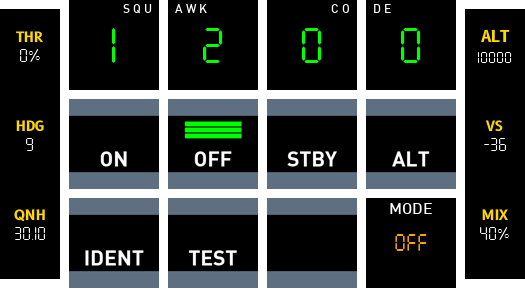 SQU AWK CO DE
THR ALT
0% 1 2 0 0 10000
HDG VS
9 ON OFF STBY ALT -36
QNH MODE MIX
30.10 OFF 40%
IDENT TEST